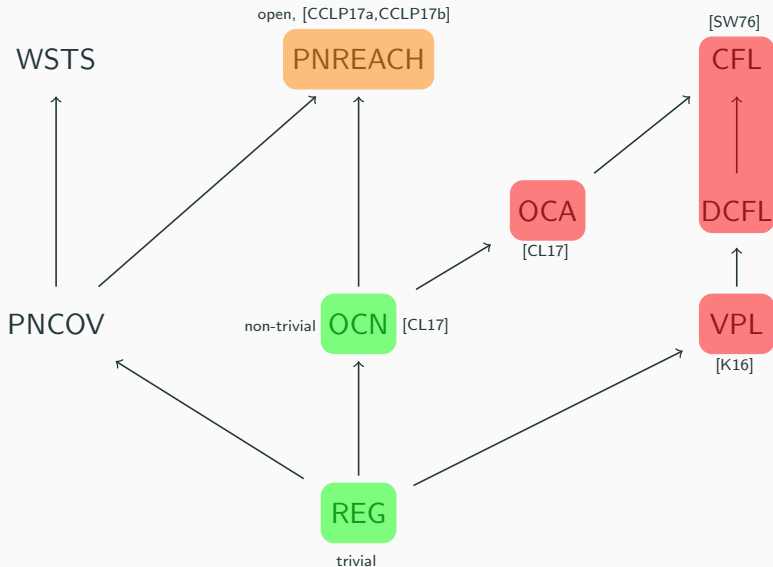 open, [CCLP17a,CCLP17b]
[SW76]
WSTS
PNREACH
CFL
OCA
DCFL
[CL17]
PNCOV
non-trivial
OCN
[CL17]
VPL
[K16]
REG
trivial